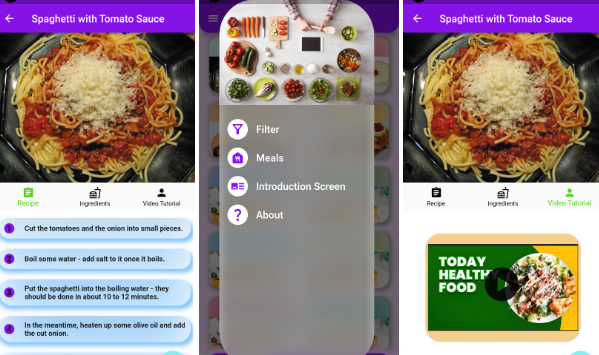 Spaghetti with Tomato Sauce
Recipe
Ingredients
Video Tutorial
1 Cut the tomatoes and the onion into small pieces.
2 Boil some water - add salt to it once it boils.
3 Put the spaghetti into the boiling water - they
should be done in about 10 to 12 minutes.
4 In the meantime, heaten up some olive oil and add
the cut onion.
Filter
Meals
Introduction Screen
? About
Spaghetti with Tomato Sauce
Recipe
Ingredients
Video Tutorial
TODAY
HEALTH
FOOD